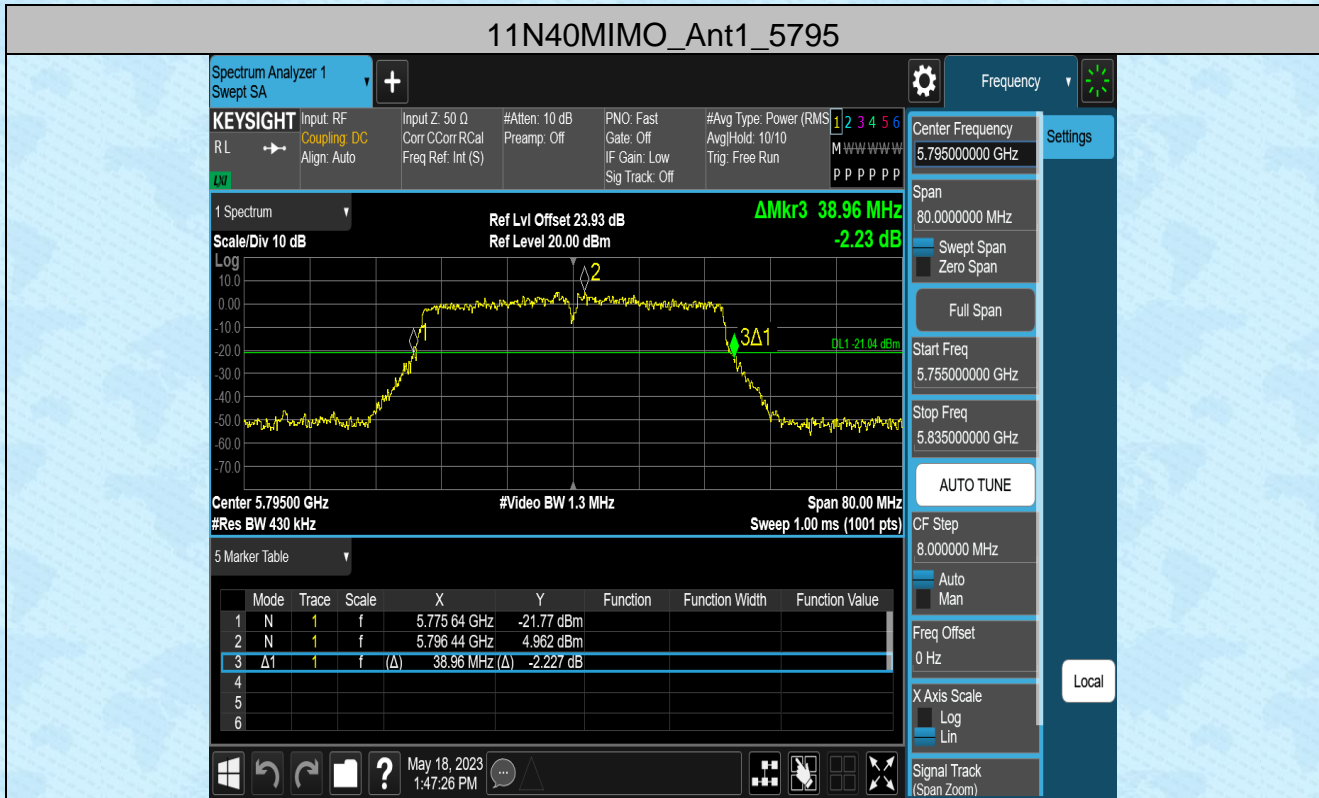 11N40MIMO_Ant1_5795
Spectrum Analyzer 1
Swept SA
Frequency
KEYSIGHT
RL
LXI
Input: RF
Coupling: DC
Align: Auto
Input Z: 50 Ω
Corr CCorr RCal
Freq Ref: Int (S)
#Atten: 10 dB
Preamp: Off
PNO: Fast
Gate: Off
IF Gain: Low
Sig Track: Off
#Avg Type: Power (RMS
Avg|Hold: 10/10
Trig: Free Run
1 2 3 4 5 6
M W W W W W
P P P P P P
1 Spectrum
Scale/Div 10 dB
Ref Lvl Offset 23.93 dB
Ref Level 20.00 dBm
ΔMkr3 38.96 MHz
-2.23 dB
Log
10.0
0.00
-10.0
-20.0
-30.0
-40.0
-50.0
-60.0
-70.0
1
2
3Δ1
DL1 -21.04 dBm
Center 5.79500 GHz
#Video BW 1.3 MHz
Span 80.00 MHz
#Res BW 430 kHz
Sweep 1.00 ms (1001 pts)
5 Marker Table
Mode Trace Scale X Y Function Function Width Function Value
1 N 1 f 5.775 64 GHz -21.77 dBm
2 N 1 f 5.796 44 GHz 4.962 dBm
3 Δ1 1 f (Δ) 38.96 MHz (Δ) -2.227 dB
4
5
6
May 18, 2023
1:47:26 PM
Center Frequency
5.795000000 GHz
Settings
Span
80.0000000 MHz
Swept Span
Zero Span
Full Span
Start Freq
5.755000000 GHz
Stop Freq
5.835000000 GHz
AUTO TUNE
CF Step
8.000000 MHz
Auto
Man
Freq Offset
0 Hz
X Axis Scale
Log
Lin
Local
Signal Track
(Span Zoom)